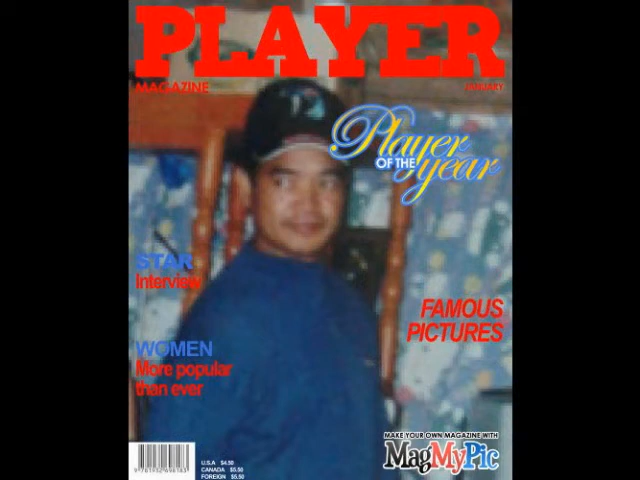 PLAYER
MAGAZINE
JANUARY
Player
OF THE
year
STAR
Interview
FAMOUS
PICTURES
WOMEN
More popular
than ever
MAKE YOUR OWN MAGAZINE WITH
MagMyPic
U.S.A $4.50
CANADA $5.50
FOREIGN $5.50